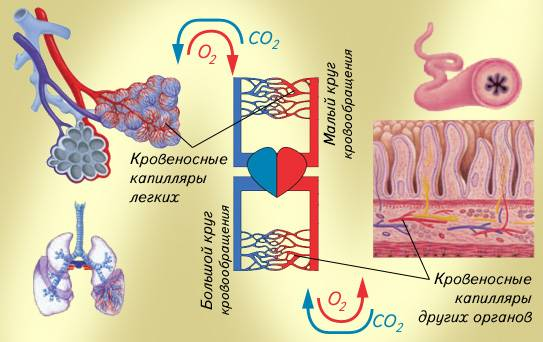 CO2
O2
Малый круг
кровообращения
Кровеносные
капилляры
легких
Большой круг
кровообращения
Кровеносные
капилляры
других органов
O2
CO2